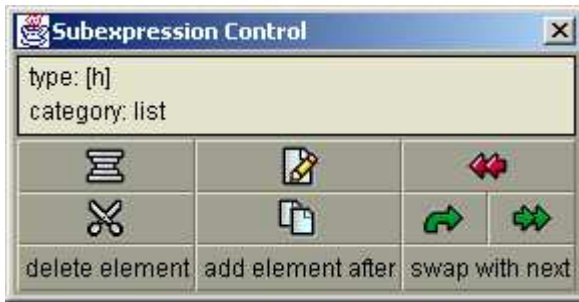 Subexpression Control
type: [h]
category: list
delete element add element after swap with next